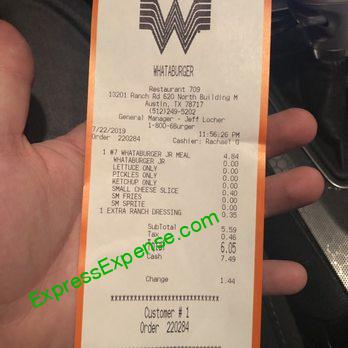 WHATABURGER
Restaurant 709
13201 Ranch Rd 620 North Building M
Austin, TX 78717
(512)249-5202
General Manager - Jeff Locher
1-800-6Burger
7/22/2019 11:56:26 PM
Order 220284 Cashier: Rachael G
1 #7 WHATABURGER JR MEAL 4.84
WHATABURGER JR 0.00
LETTUCE ONLY 0.00
PICKLES ONLY 0.00
KETCHUP ONLY 0.00
SMALL CHEESE SLICE 0.40
SM FRIES 0.00
SM SPRITE 0.00
1 EXTRA RANCH DRESSING 0.35
SubTotal 5.59
Tax 0.46
6.05
Cash 7.49
Change 1.44
Customer # 1
Order 220284
ExpressExpense.com